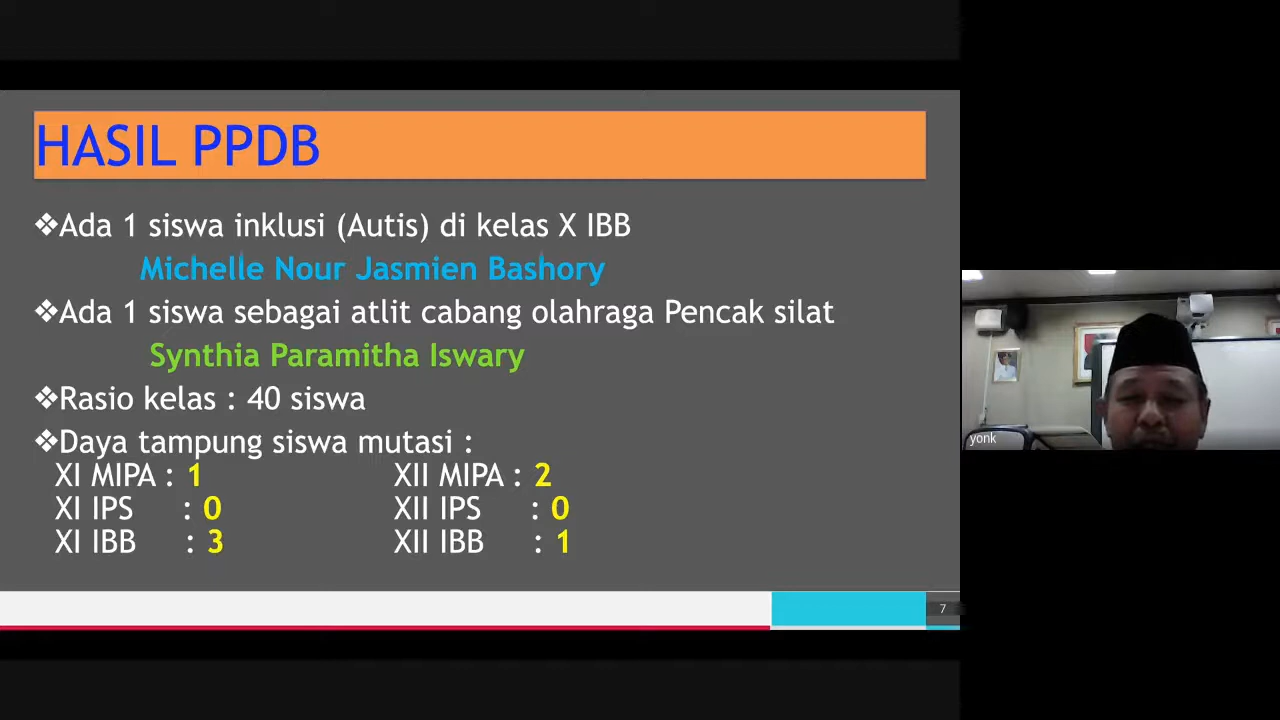 HASIL PPDB
❖Ada 1 siswa inklusi (Autis) di kelas X IBB
Michelle Nour Jasmien Bashory
❖Ada 1 siswa sebagai atlit cabang olahraga Pencak silat
Synthia Paramitha Iswary
❖Rasio kelas : 40 siswa
❖Daya tampung siswa mutasi :
XI MIPA : 1 XII MIPA : 2
XI IPS : 0 XII IPS : 0
XI IBB : 3 XII IBB : 1
7
yonk